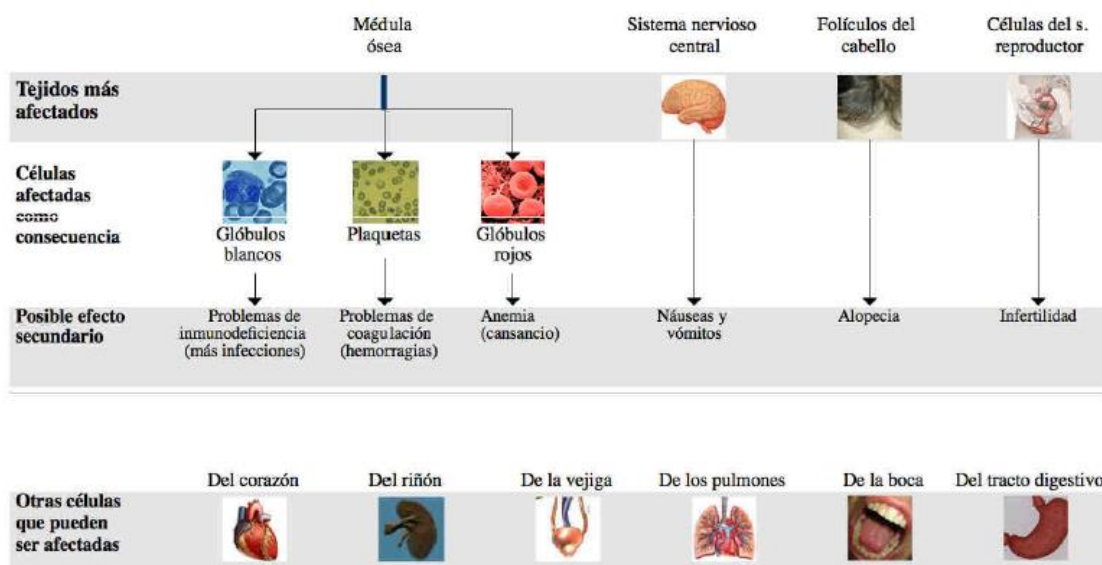 Médula
ósea
Sistema nervioso
central
Folículos del
cabello
Células del s.
reproductor
Tejidos más
afectados
Células
afectadas
como
consecuencia
Glóbulos
blancos
Plaquetas
Glóbulos
rojos
Posible efecto
secundario
Problemas de
inmunodeficiencia
(más infecciones)
Problemas de
coagulación
(hemorragias)
Anemia
(cansancio)
Náuseas y
vómitos
Alopecia
Infertilidad
Del corazón
Del riñón
De la vejiga
De los pulmones
De la boca
Del tracto digestivo
Otras células
que pueden
ser afectadas